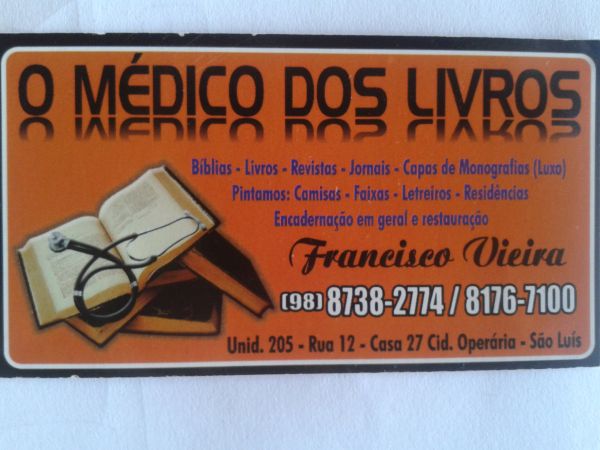 O MÉDICO DOS LIVROS
Bíblias - Livros - Revistas - Jornais - Capas de Monografias (Luxo)
Pintamos: Camisas - Faixas - Letreiros - Residências
Encadernação em geral e restauração
Francisco Vieira
(98) 8738-2774 / 8176-7100
Unid. 205 - Rua 12 - Casa 27 Cid. Operária - São Luís